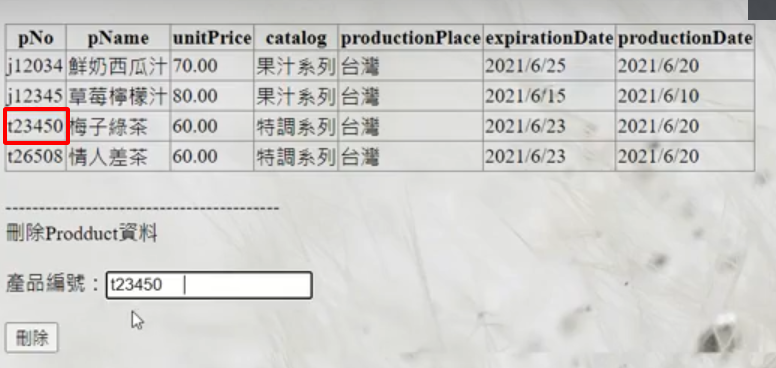 pNo pName unitPrice catalog productionPlace expirationDate productionDate
j12034 鮮奶西瓜汁 70.00 果汁系列 台灣 2021/6/25 2021/6/20
j12345 草莓檸檬汁 80.00 果汁系列 台灣 2021/6/15 2021/6/10
t23450 梅子綠茶 60.00 特調系列 台灣 2021/6/23 2021/6/20
t26508 情人差茶 60.00 特調系列 台灣 2021/6/23 2021/6/20
------------------------------------------
刪除Prodduct資料
產品編號：t23450
刪除